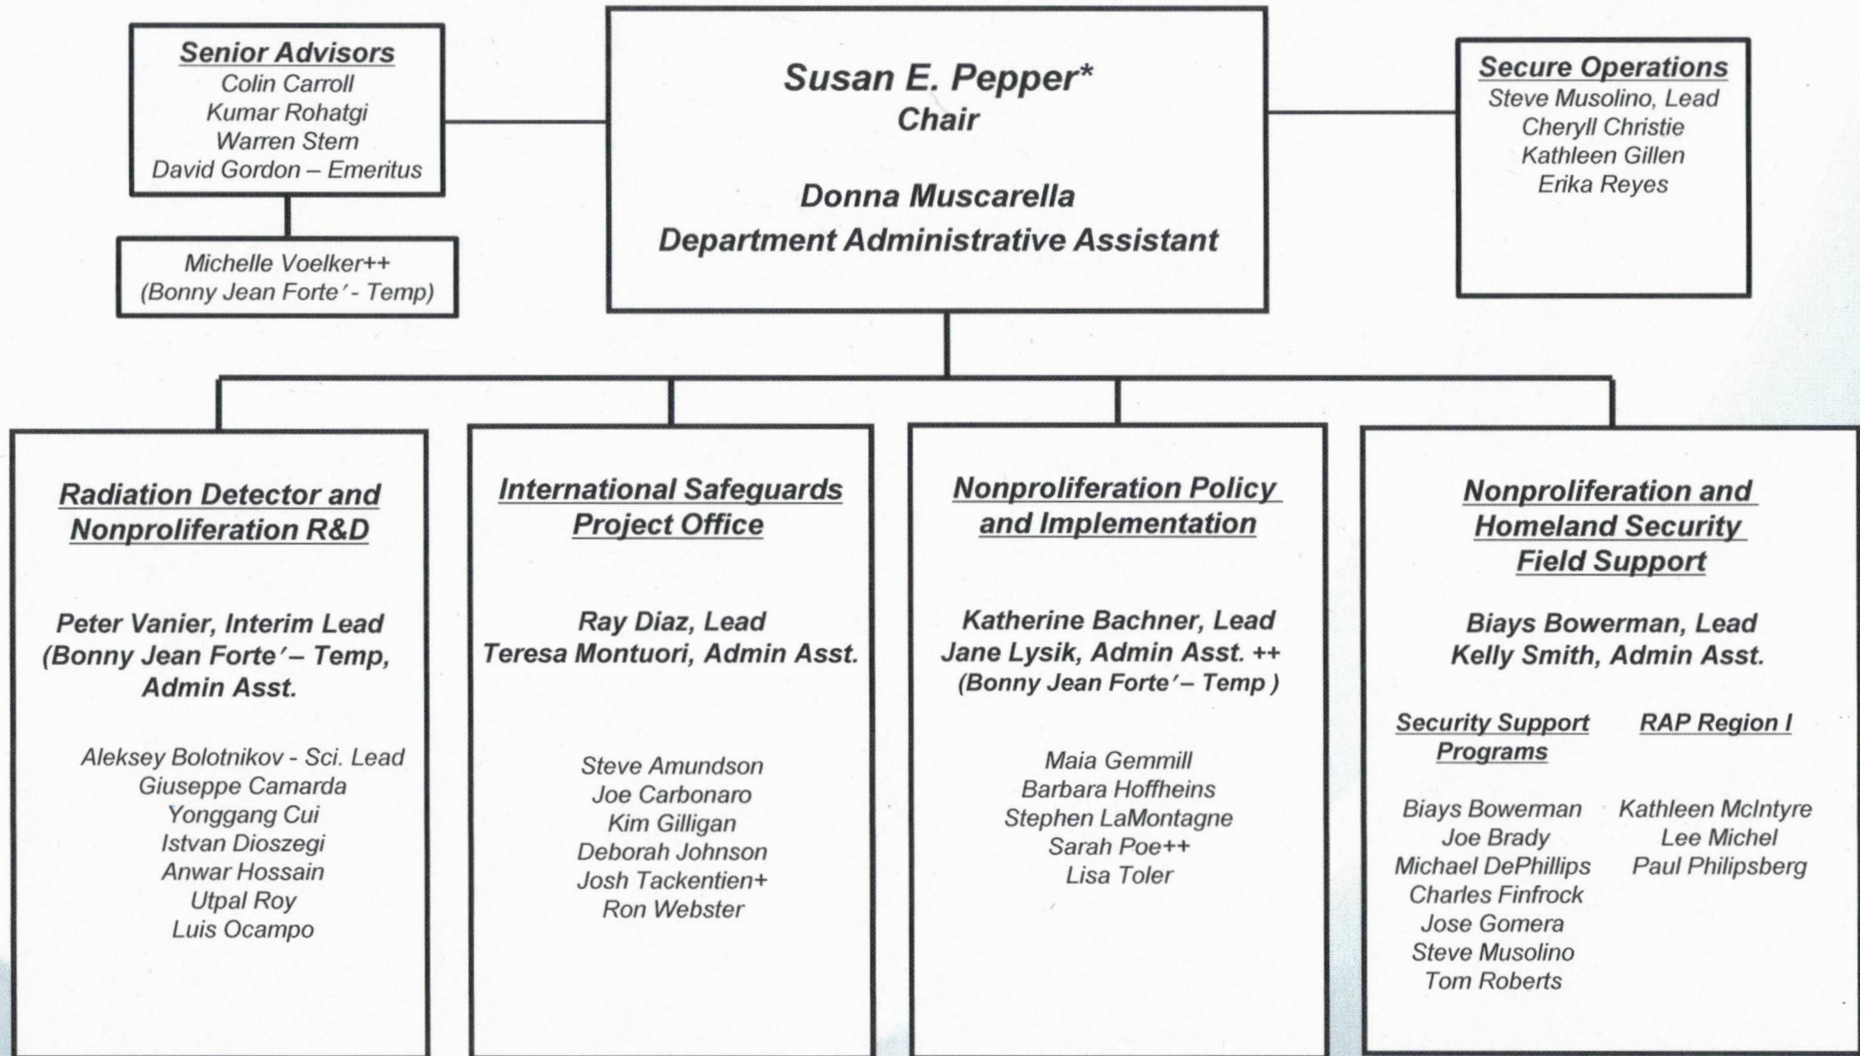 Senior Advisors
Colin Carroll
Kumar Rohatgi
Warren Stern
David Gordon – Emeritus
Michelle Voelker++
(Bonny Jean Forte′ - Temp)
Susan E. Pepper*
Chair
Donna Muscarella
Department Administrative Assistant
Secure Operations
Steve Musolino, Lead
Cheryll Christie
Kathleen Gillen
Erika Reyes
Radiation Detector and
Nonproliferation R&D
Peter Vanier, Interim Lead
(Bonny Jean Forte′ – Temp,
Admin Asst.
Aleksey Bolotnikov - Sci. Lead
Giuseppe Camarda
Yonggang Cui
Istvan Dioszegi
Anwar Hossain
Utpal Roy
Luis Ocampo
International Safeguards
Project Office
Ray Diaz, Lead
Teresa Montuori, Admin Asst.
Steve Amundson
Joe Carbonaro
Kim Gilligan
Deborah Johnson
Josh Tackentien+
Ron Webster
Nonproliferation Policy
and Implementation
Katherine Bachner, Lead
Jane Lysik, Admin Asst. ++
(Bonny Jean Forte′ – Temp )
Maia Gemmill
Barbara Hoffheins
Stephen LaMontagne
Sarah Poe++
Lisa Toler
Nonproliferation and
Homeland Security
Field Support
Biays Bowerman, Lead
Kelly Smith, Admin Asst.
Security Support
Programs
Biays Bowerman
Joe Brady
Michael DePhillips
Charles Finfrock
Jose Gomera
Steve Musolino
Tom Roberts
RAP Region I
Kathleen McIntyre
Lee Michel
Paul Philipsberg